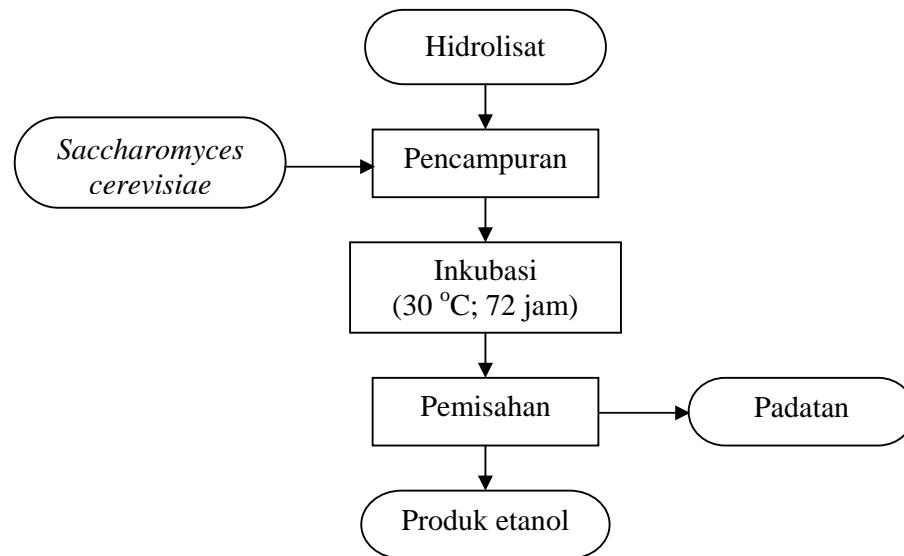 Hidrolisat
Saccharomyces
cerevisiae
Pencampuran
Inkubasi
(30 °C; 72 jam)
Pemisahan
Padatan
Produk etanol